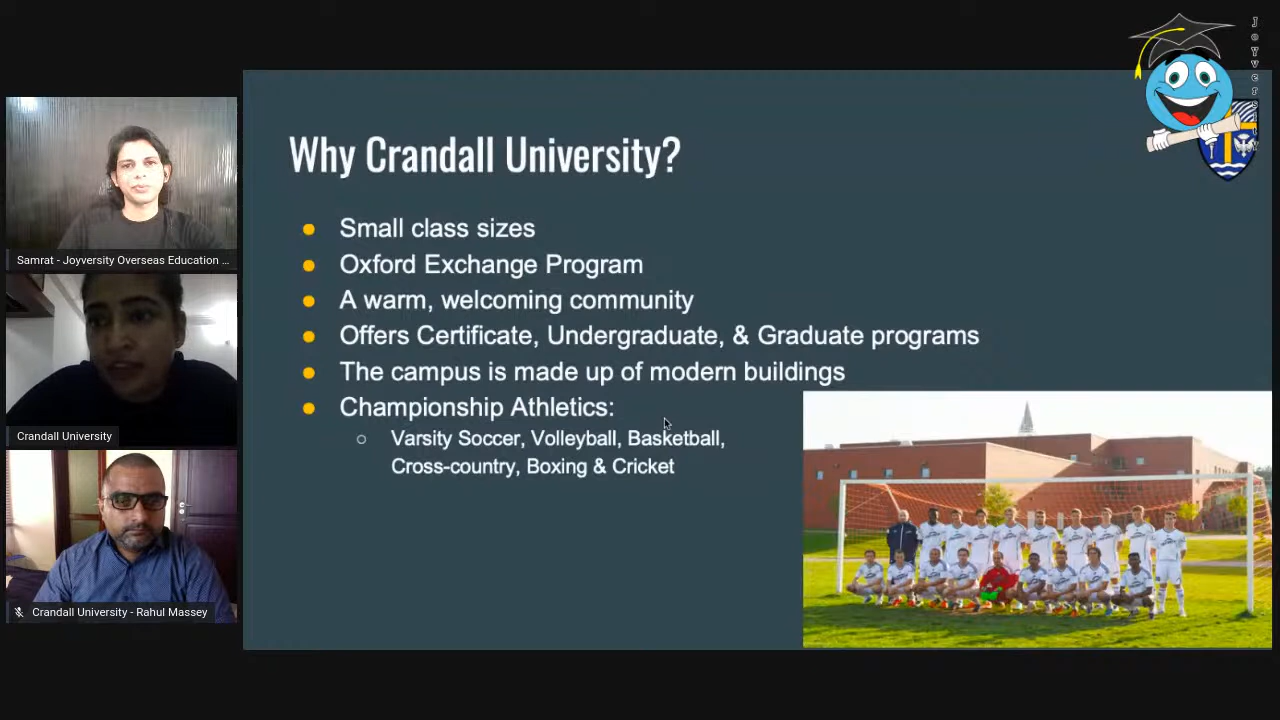 Joyversity
Why Crandall University?
Small class sizes
Oxford Exchange Program
A warm, welcoming community
Offers Certificate, Undergraduate, & Graduate programs
The campus is made up of modern buildings
Championship Athletics:
Varsity Soccer, Volleyball, Basketball,
Cross-country, Boxing & Cricket
Samrat - Joyversity Overseas Education ...
Crandall University
Crandall University - Rahul Massey